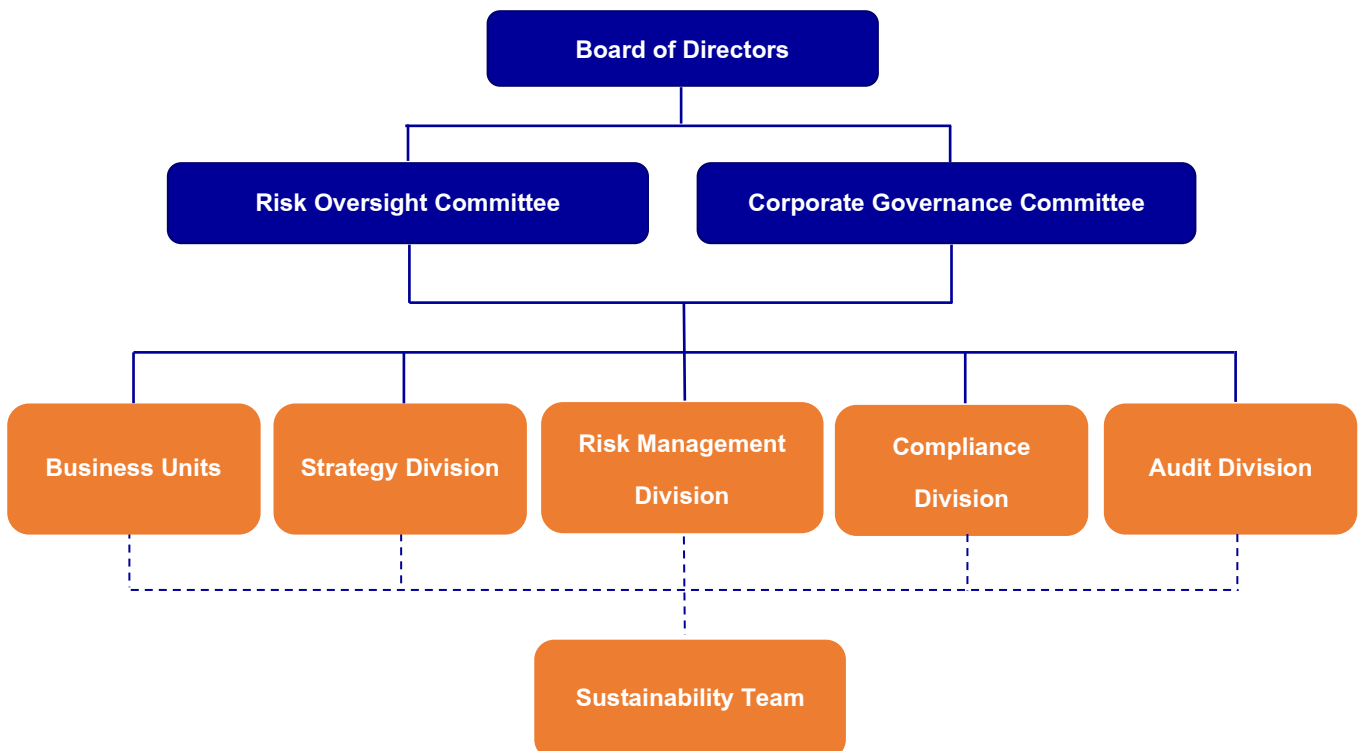 Board of Directors
Risk Oversight Committee
Corporate Governance Committee
Business Units
Strategy Division
Risk Management
Division
Compliance
Division
Audit Division
Sustainability Team